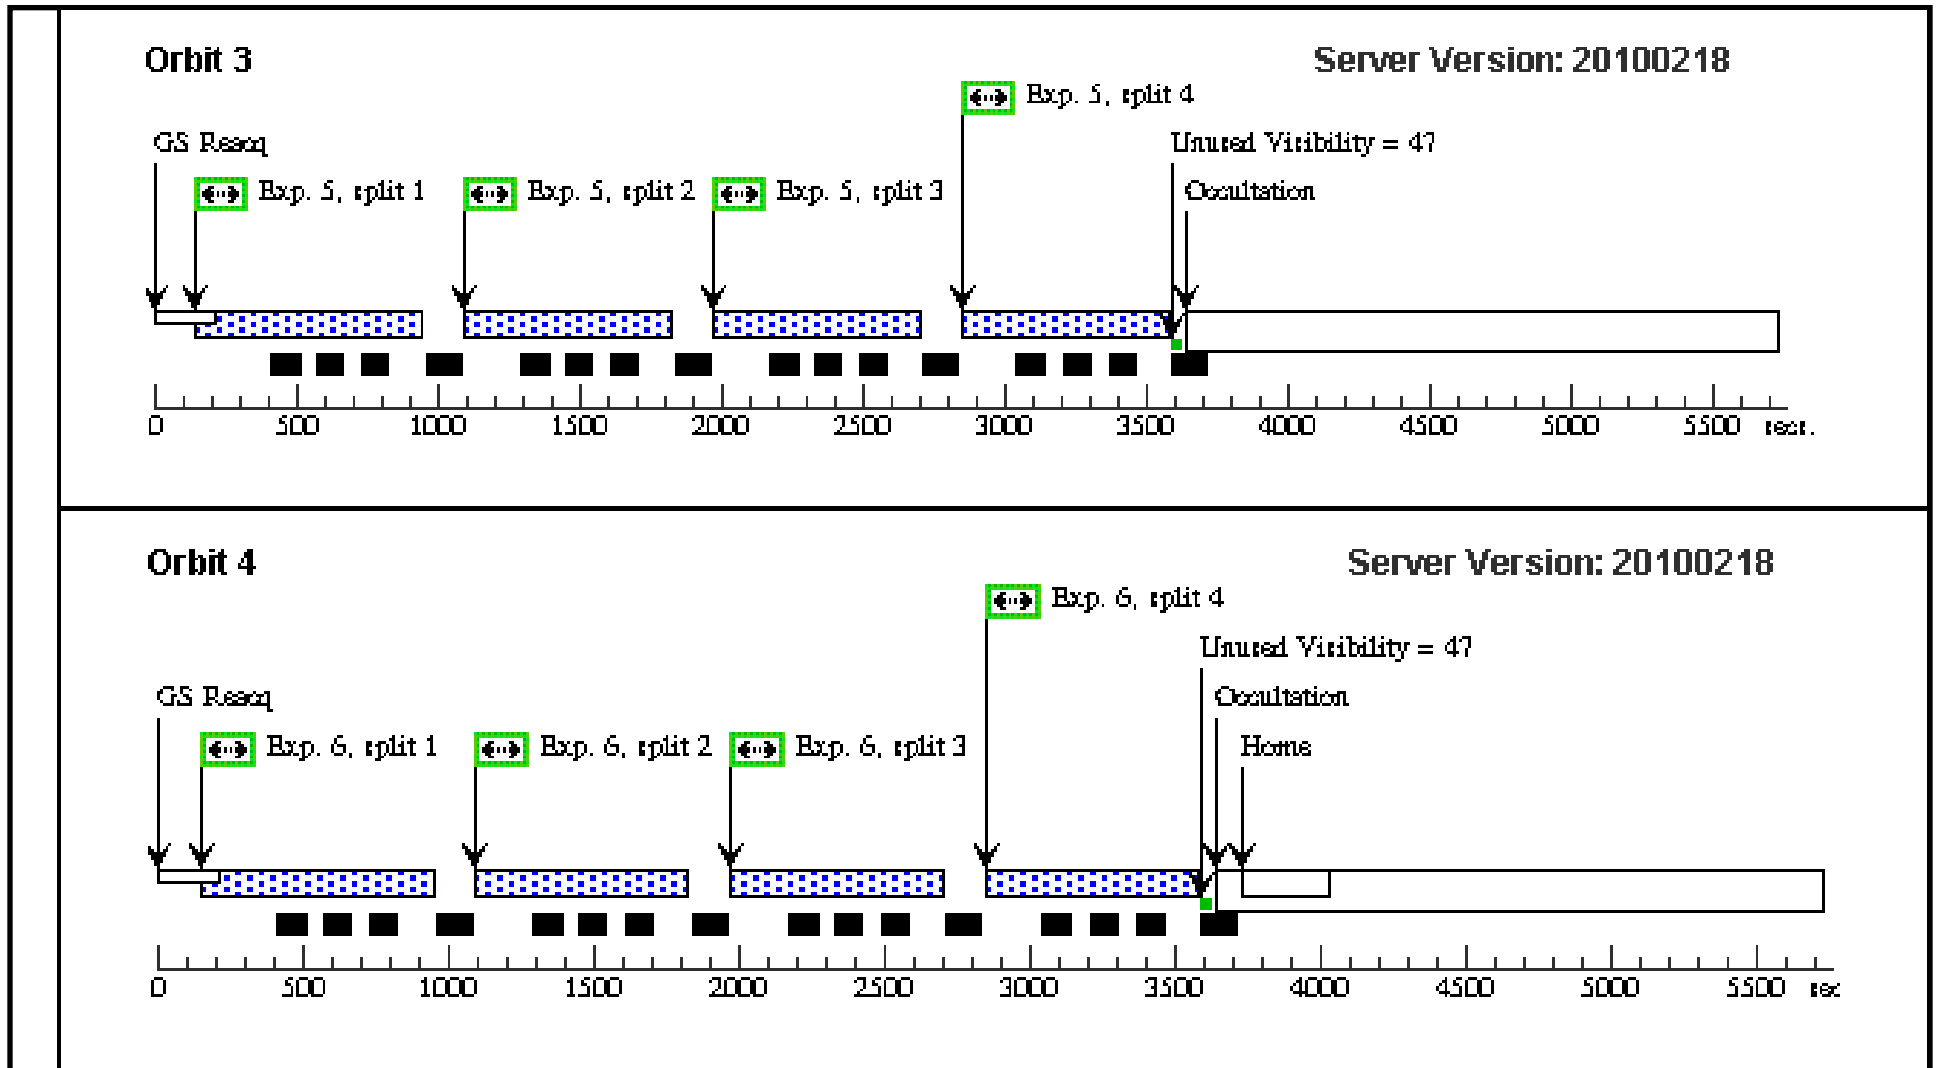 Orbit 3
Server Version: 20100218
Exp. 5, split 4
GS Reacq
Unused Visibility = 47
Exp. 5, split 1
Exp. 5, split 2
Exp. 5, split 3
Occultation
0 500 1000 1500 2000 2500 3000 3500 4000 4500 5000 5500 secs.
Orbit 4
Server Version: 20100218
Exp. 6, split 4
Unused Visibility = 47
GS Reacq
Occultation
Exp. 6, split 1
Exp. 6, split 2
Exp. 6, split 3
Home
0 500 1000 1500 2000 2500 3000 3500 4000 4500 5000 5500 sec